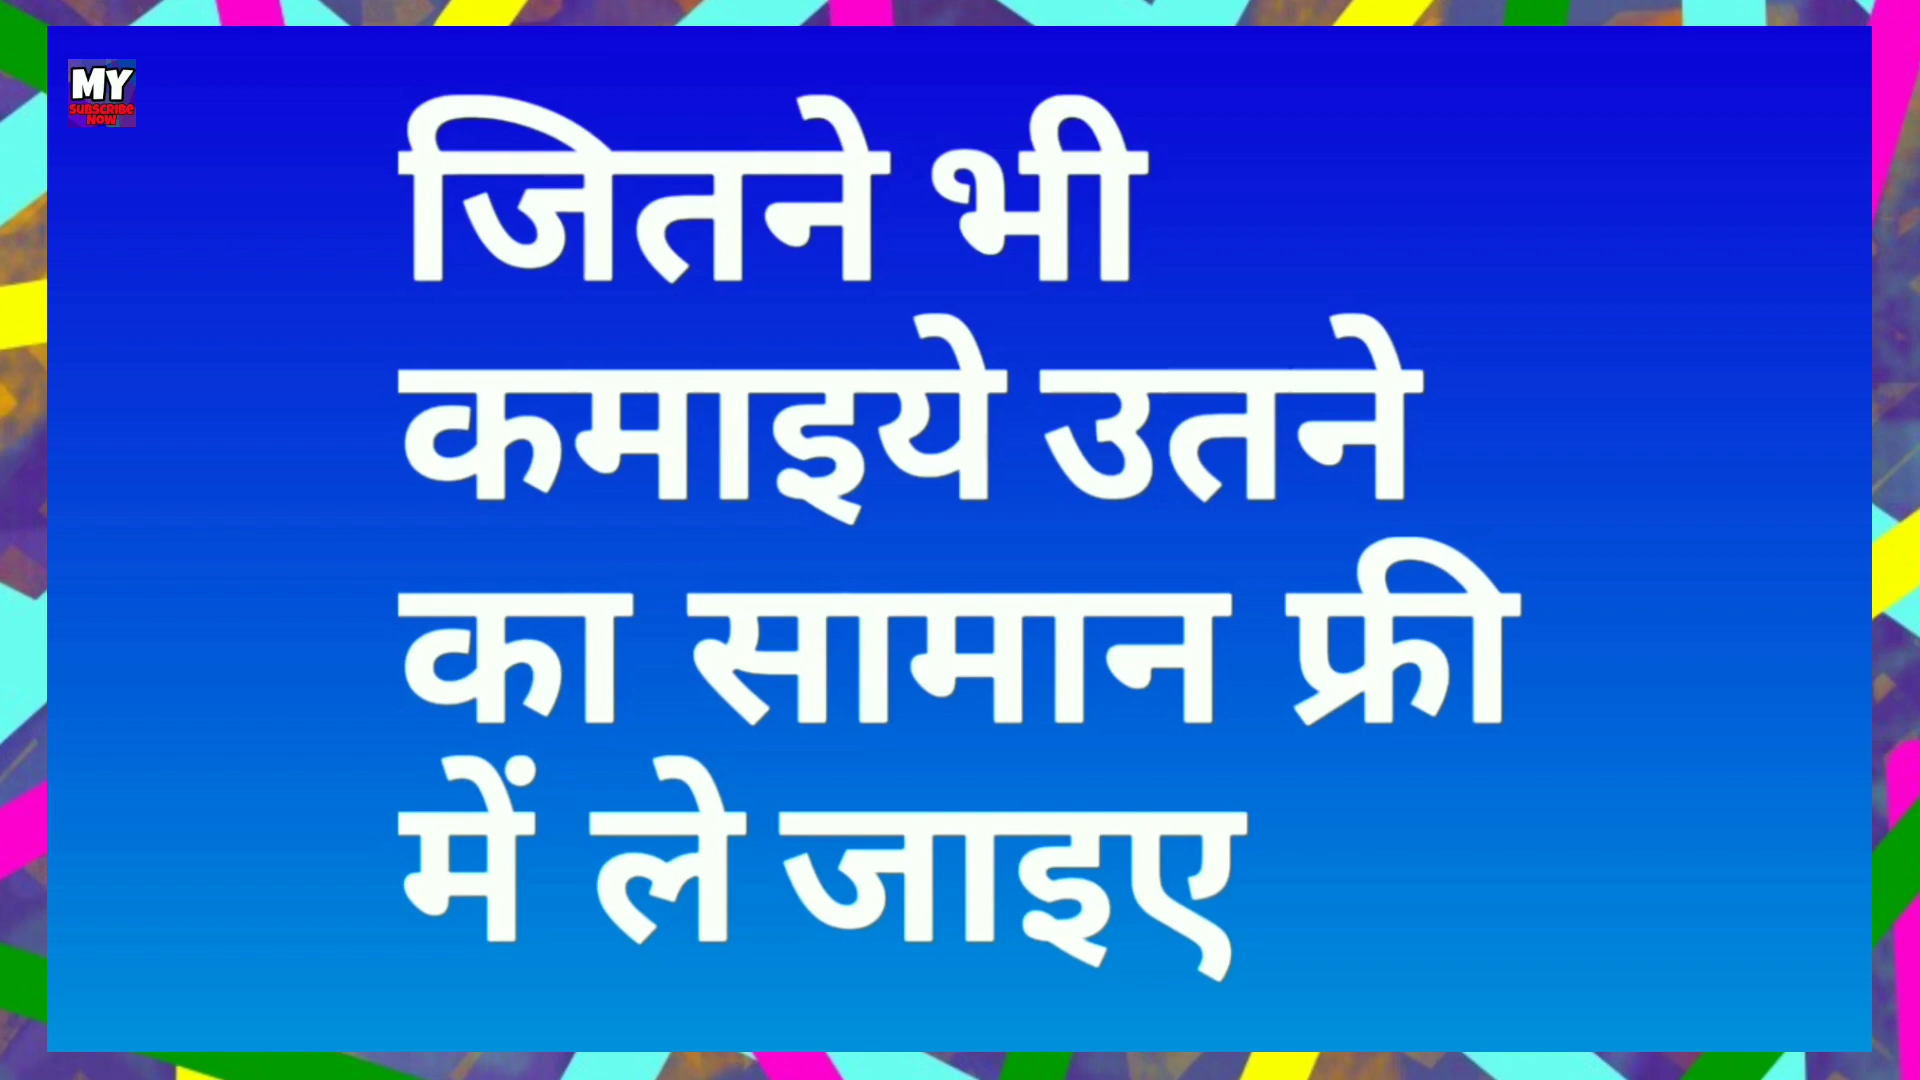 MY
SUBSCRIBE
NOW
जितने भी
कमाइये उतने
का सामान फ्री
में ले जाइए